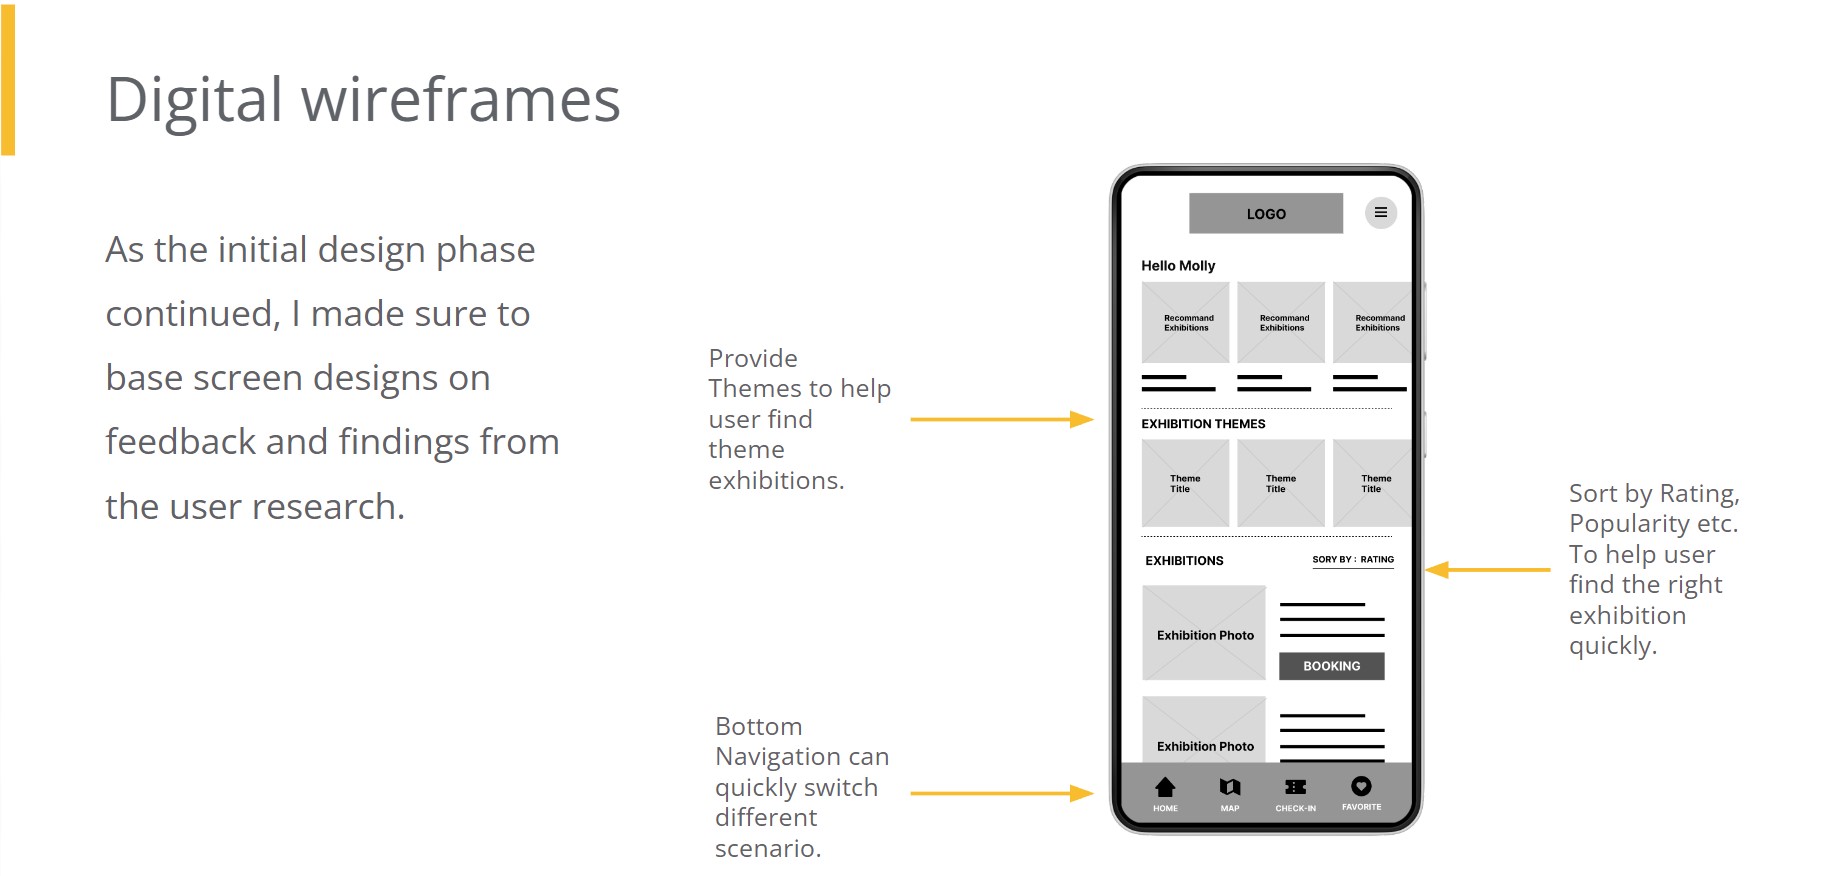 Digital wireframes
As the initial design phase
continued, I made sure to
base screen designs on
feedback and findings from
the user research.
Provide
Themes to help
user find
theme
exhibitions.
Bottom
Navigation can
quickly switch
different
scenario.
LOGO
Hello Molly
Recommand
Exhibitions
Recommand
Exhibitions
Recommand
Exhibitions
EXHIBITION THEMES
Theme
Title
Theme
Title
Theme
Title
EXHIBITIONS
SORY BY : RATING
Exhibition Photo
BOOKING
Exhibition Photo
HOME
MAP
CHECK-IN
FAVORITE
Sort by Rating,
Popularity etc.
To help user
find the right
exhibition
quickly.